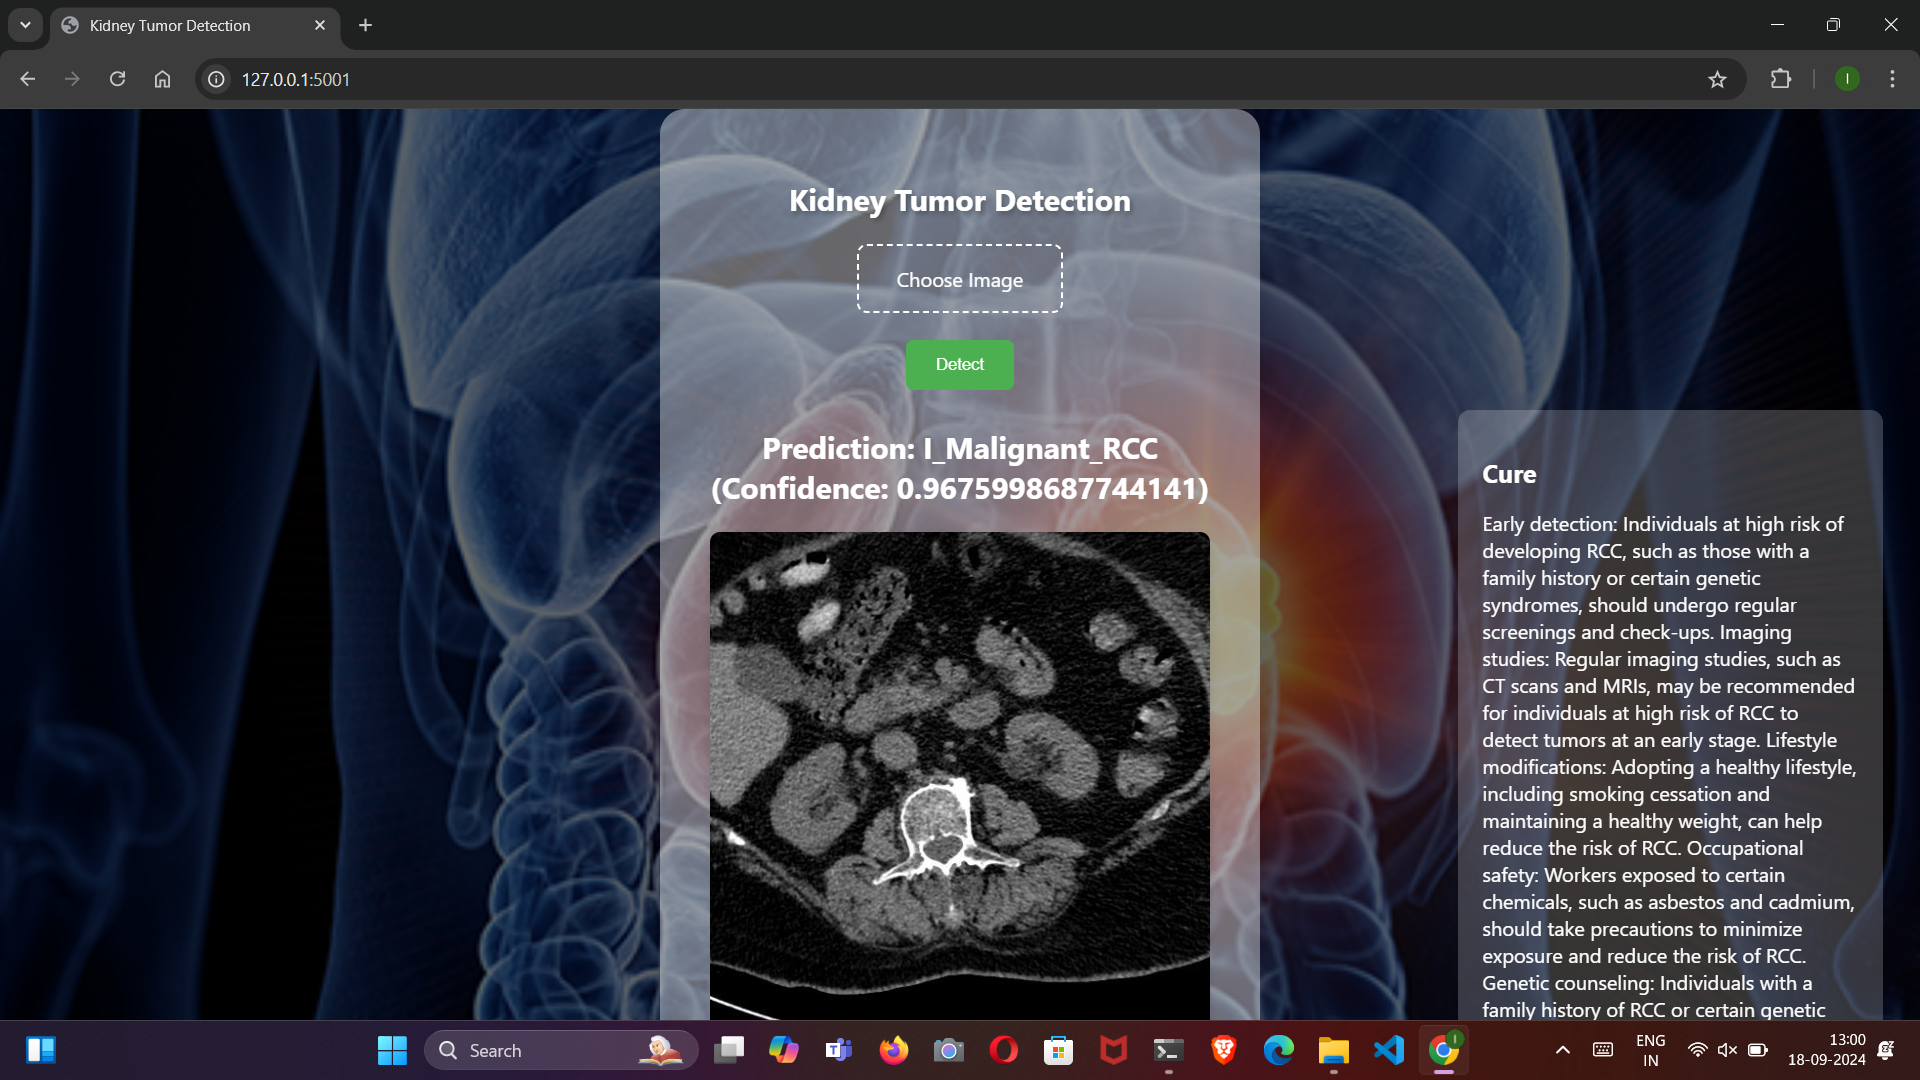 Kidney Tumor Detection
127.0.0.1:5001
I
Kidney Tumor Detection
Choose Image
Detect
Prediction: I_Malignant_RCC
(Confidence: 0.9675998687744141)
Cure
Early detection: Individuals at high risk of
developing RCC, such as those with a
family history or certain genetic
syndromes, should undergo regular
screenings and check-ups. Imaging
studies: Regular imaging studies, such as
CT scans and MRIs, may be recommended
for individuals at high risk of RCC to
detect tumors at an early stage. Lifestyle
modifications: Adopting a healthy lifestyle,
including smoking cessation and
maintaining a healthy weight, can help
reduce the risk of RCC. Occupational
safety: Workers exposed to certain
chemicals, such as asbestos and cadmium,
should take precautions to minimize
exposure and reduce the risk of RCC.
Genetic counseling: Individuals with a
family history of RCC or certain genetic
Search
I
ENG
IN
13:00
18-09-2024